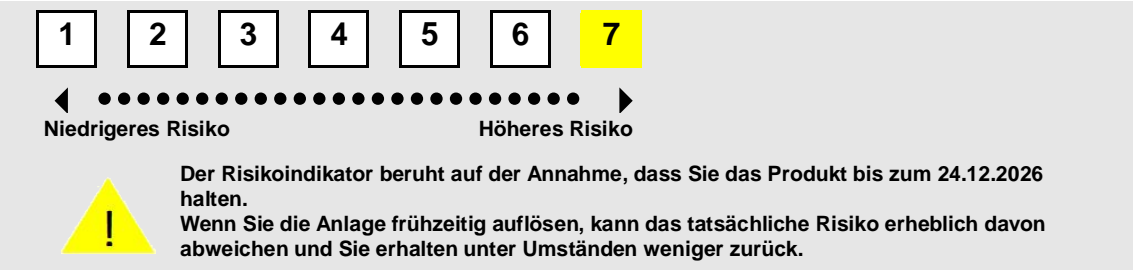 1 2 3 4 5 6 7
Niedrigeres Risiko Höheres Risiko
Der Risikoindikator beruht auf der Annahme, dass Sie das Produkt bis zum 24.12.2026
halten.
Wenn Sie die Anlage frühzeitig auflösen, kann das tatsächliche Risiko erheblich davon
abweichen und Sie erhalten unter Umständen weniger zurück.
!